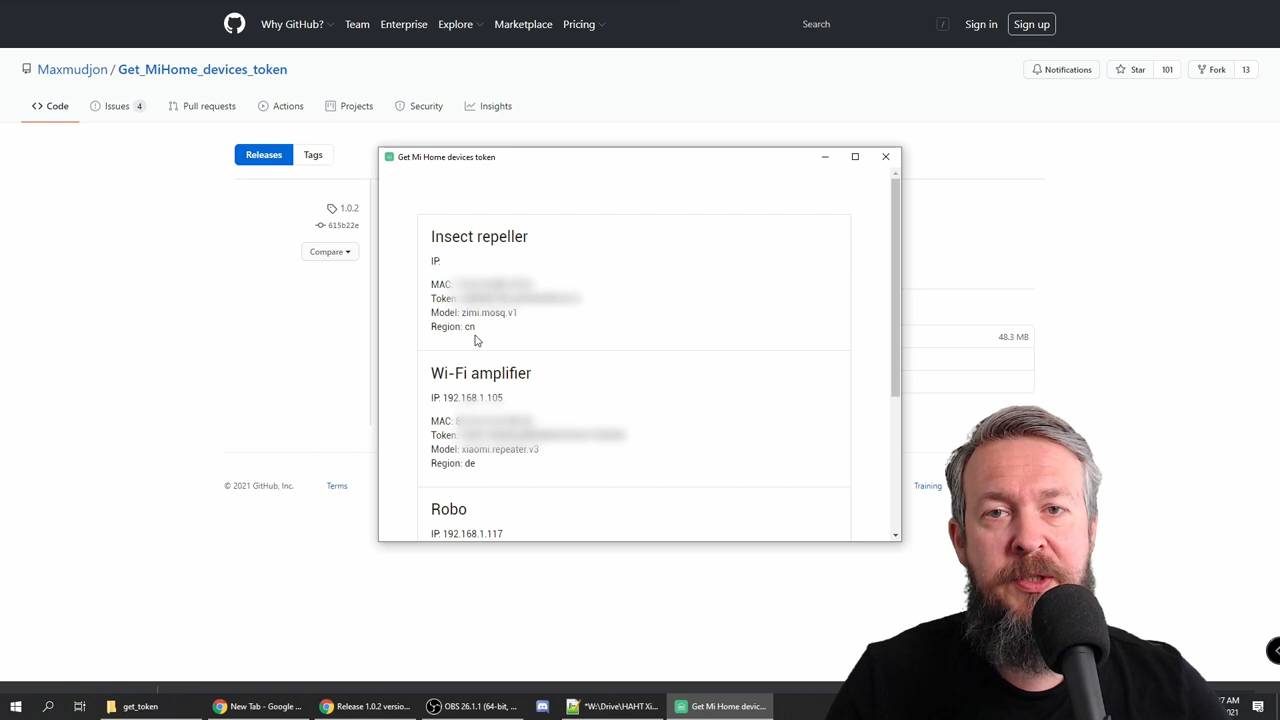 Why GitHub?
Team
Enterprise
Explore
Marketplace
Pricing
Search
/
Sign in
Sign up
Maxmudjon / Get_MiHome_devices_token
Notifications
Star
101
Fork
13
Code
Issues 4
Pull requests
Actions
Projects
Security
Insights
Releases
Tags
1.0.2
615b22e
Compare
48.3 MB
© 2021 GitHub, Inc.
Terms
Training
Get Mi Home devices token
Insect repeller
IP:
MAC:
Token:
Model: zimi.mosq.v1
Region: cn
Wi-Fi amplifier
IP: 192.168.1.105
MAC:
Token:
Model: xiaomi.repeater.v3
Region: de
Robo
IP: 192.168.1.117
get_token
New Tab - Google ...
Release 1.0.2 versio...
OBS 26.1.1 (64-bit, ...
*W:\Drive\HAHT Xi...
Get Mi Home devic...